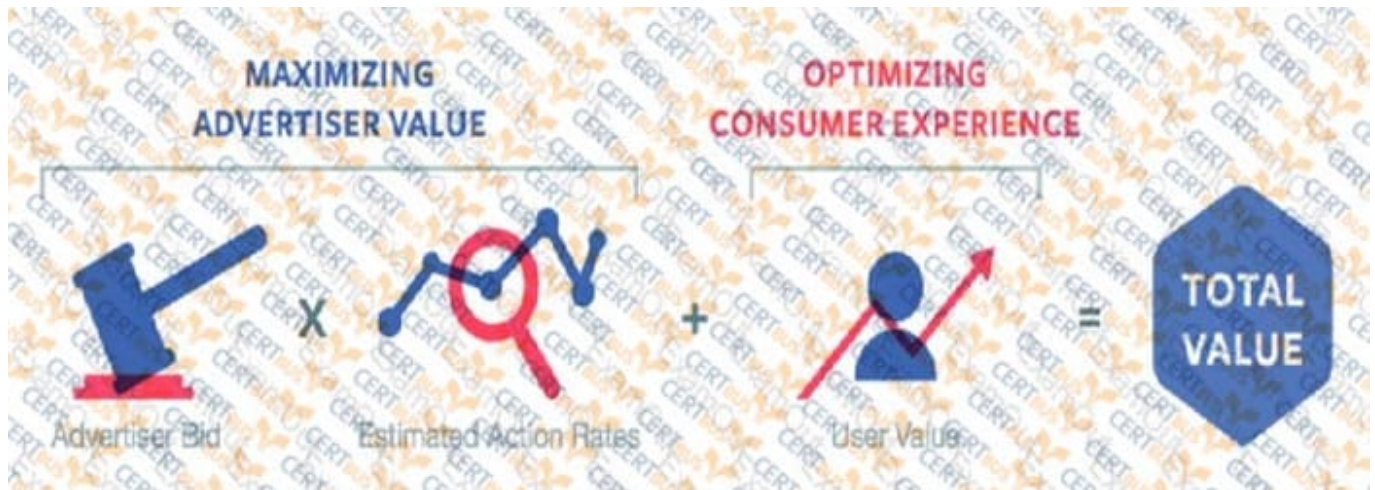 MAXIMIZING
ADVERTISER VALUE
OPTIMIZING
CONSUMER EXPERIENCE
X
+
=
TOTAL
VALUE
Advertiser Bid
Estimated Action Rates
User Value